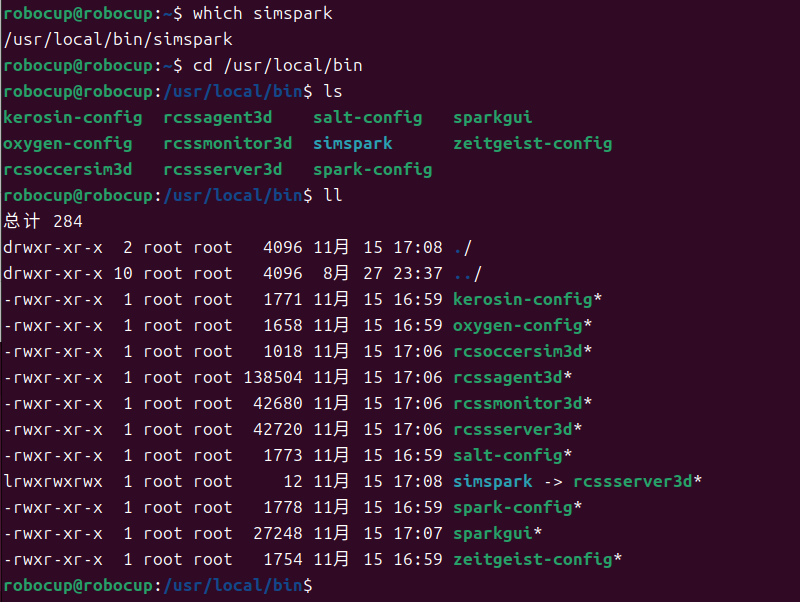 robocup@robocup:~$ which simspark
/usr/local/bin/simspark
robocup@robocup:~$ cd /usr/local/bin
robocup@robocup:/usr/local/bin$ ls
kerosin-config  rcssagent3d    salt-config   sparkgui
oxygen-config   rcssmonitor3d  simspark      zeitgeist-config
rcsoccersim3d   rcssserver3d   spark-config
robocup@robocup:/usr/local/bin$ ll
总计 284
drwxr-xr-x  2 root root   4096 11月 15 17:08 ./
drwxr-xr-x 10 root root   4096  8月 27 23:37 ../
-rwxr-xr-x  1 root root   1771 11月 15 16:59 kerosin-config*
-rwxr-xr-x  1 root root   1658 11月 15 16:59 oxygen-config*
-rwxr-xr-x  1 root root   1018 11月 15 17:06 rcsoccersim3d*
-rwxr-xr-x  1 root root 138504 11月 15 17:06 rcssagent3d*
-rwxr-xr-x  1 root root  42680 11月 15 17:06 rcssmonitor3d*
-rwxr-xr-x  1 root root  42720 11月 15 17:06 rcssserver3d*
-rwxr-xr-x  1 root root   1773 11月 15 16:59 salt-config*
lrwxrwxrwx  1 root root     12 11月 15 17:08 simspark -> rcssserver3d*
-rwxr-xr-x  1 root root   1778 11月 15 16:59 spark-config*
-rwxr-xr-x  1 root root  27248 11月 15 17:07 sparkgui*
-rwxr-xr-x  1 root root   1754 11月 15 16:59 zeitgeist-config*
robocup@robocup:/usr/local/bin$